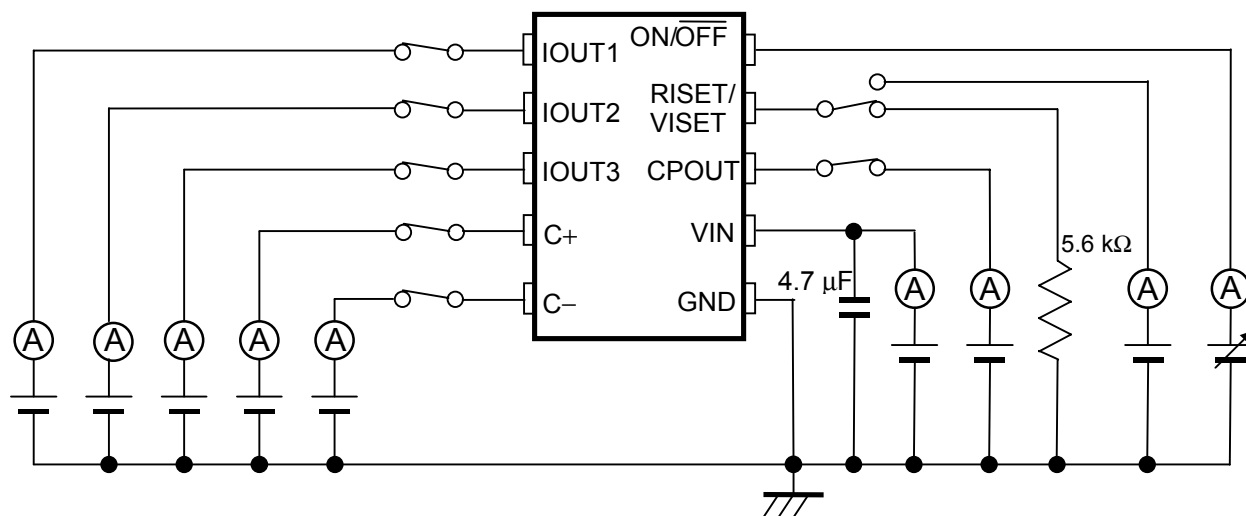 ON/OFF
IOUT1
RISET/
VISET
IOUT2
IOUT3
CPOUT
C+
VIN
5.6 kΩ
C−
GND
4.7 μF
A
A
A
A
A
A
A
A
A